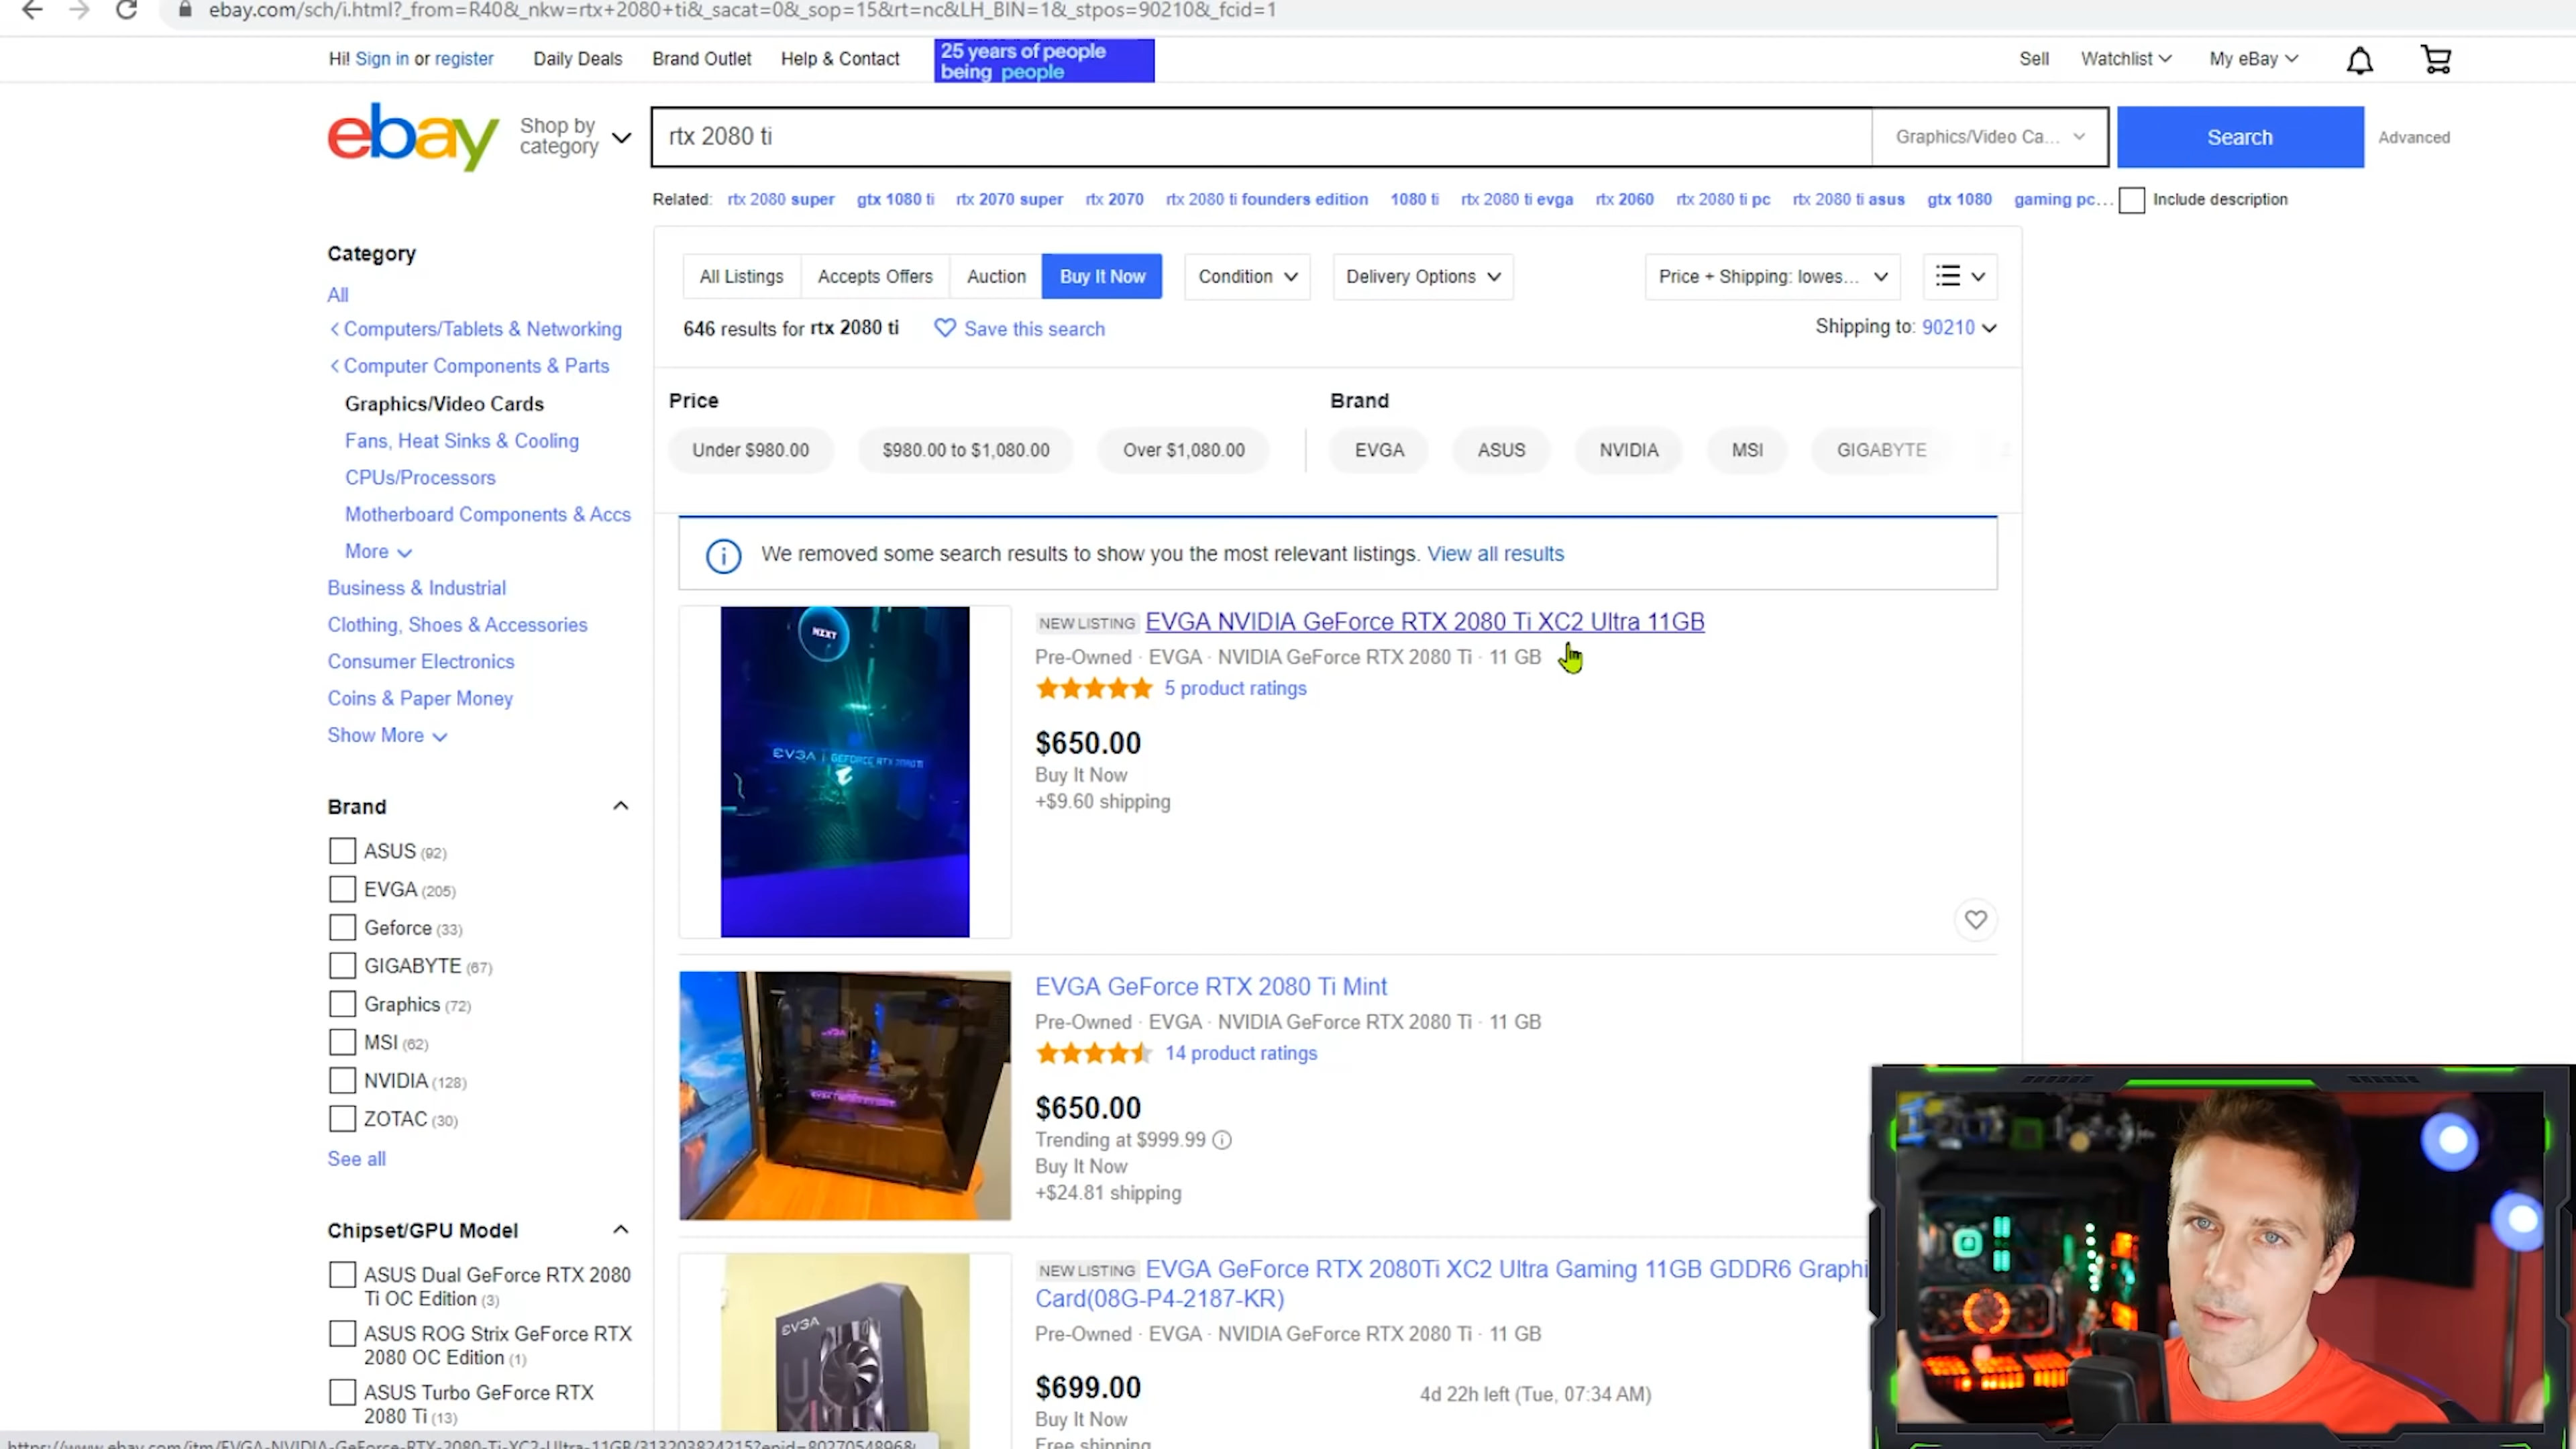 ebay.com/sch/i.html?_from=R40&_nkw=rtx+2080+ti&_sacat=0&_sop=15&rt=nc&LH_BIN=1&_stpos=90210&_fcid=1
Hi! Sign in or register Daily Deals Brand Outlet Help & Contact 25 years of people being people Sell Watchlist My eBay
ebay Shop by category rtx 2080 ti Graphics/Video Ca... Search Advanced
Related: rtx 2080 super gtx 1080 ti rtx 2070 super rtx 2070 rtx 2080 ti founders edition 1080 ti rtx 2080 ti evga rtx 2060 rtx 2080 ti pc rtx 2080 ti asus gtx 1080 gaming pc... Include description
Category
All
Computers/Tablets & Networking
Computer Components & Parts
Graphics/Video Cards
Fans, Heat Sinks & Cooling
CPUs/Processors
Motherboard Components & Accs
More
Business & Industrial
Clothing, Shoes & Accessories
Consumer Electronics
Coins & Paper Money
Show More
Brand
ASUS (92)
EVGA (205)
Geforce (33)
GIGABYTE (67)
Graphics (72)
MSI (62)
NVIDIA (128)
ZOTAC (30)
See all
Chipset/GPU Model
ASUS Dual GeForce RTX 2080
Ti OC Edition (3)
ASUS ROG Strix GeForce RTX
2080 OC Edition (1)
ASUS Turbo GeForce RTX
2080 Ti (13)
All Listings Accepts Offers Auction Buy It Now Condition Delivery Options Price + Shipping: lowes...
646 results for rtx 2080 ti Save this search Shipping to: 90210
Price Brand
Under $980.00 $980.00 to $1,080.00 Over $1,080.00 EVGA ASUS NVIDIA MSI GIGABYTE
We removed some search results to show you the most relevant listings. View all results
NZXT
EVGA | GEFORCE RTX 2080 Ti
NEW LISTING EVGA NVIDIA GeForce RTX 2080 Ti XC2 Ultra 11GB
Pre-Owned · EVGA · NVIDIA GeForce RTX 2080 Ti · 11 GB
5 product ratings
$650.00
Buy It Now
+$9.60 shipping
EVGA GeForce RTX 2080 Ti Mint
Pre-Owned · EVGA · NVIDIA GeForce RTX 2080 Ti · 11 GB
14 product ratings
$650.00
Trending at $999.99
Buy It Now
+$24.81 shipping
EVGA
NEW LISTING EVGA GeForce RTX 2080Ti XC2 Ultra Gaming 11GB GDDR6 Graphi
Card(08G-P4-2187-KR)
Pre-Owned · EVGA · NVIDIA GeForce RTX 2080 Ti · 11 GB
$699.00 4d 22h left (Tue, 07:34 AM)
Buy It Now
Free shipping